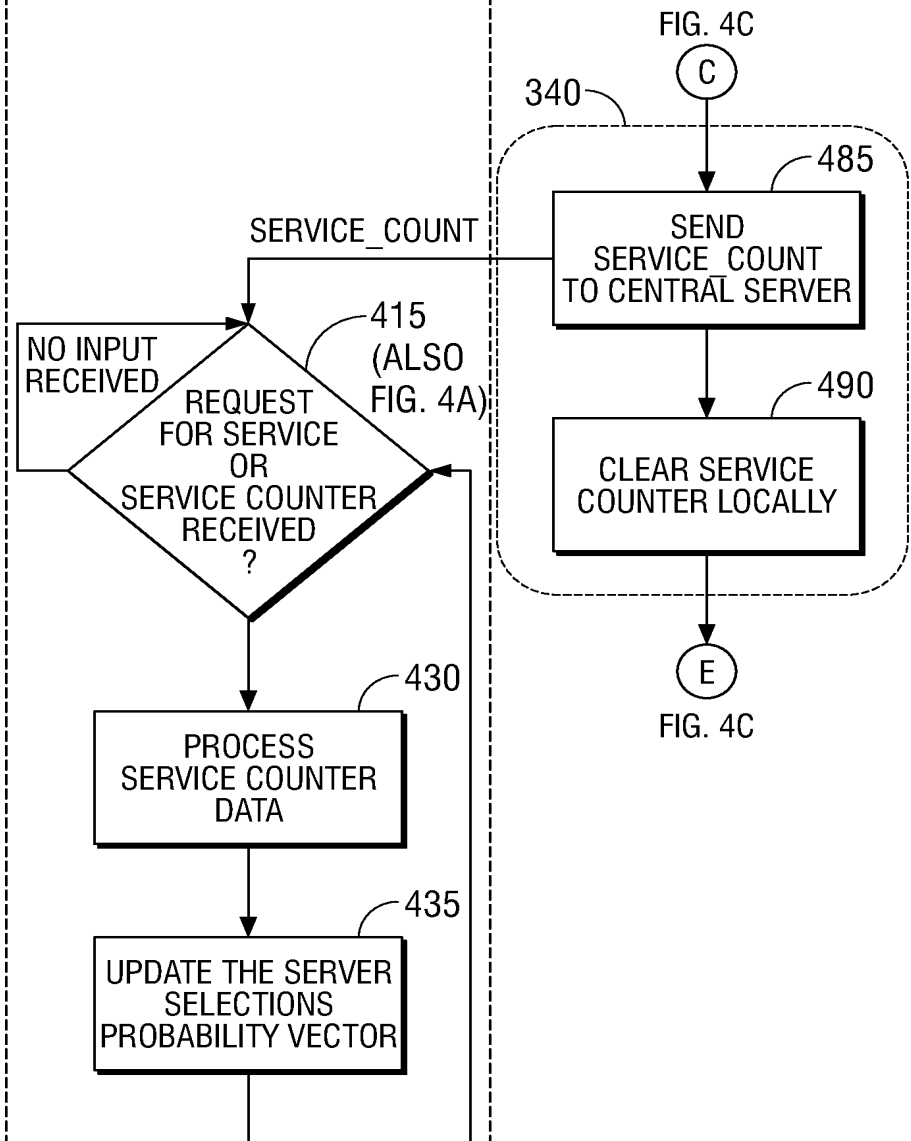 FIG. 4C
C
340
485
SEND
SERVICE_COUNT
TO CENTRAL SERVER
SERVICE_COUNT
415
(ALSO
FIG. 4A)
NO INPUT
RECEIVED
REQUEST
FOR SERVICE
OR
SERVICE COUNTER
RECEIVED
?
490
CLEAR SERVICE
COUNTER LOCALLY
E
FIG. 4C
430
PROCESS
SERVICE COUNTER
DATA
435
UPDATE THE SERVER
SELECTIONS
PROBABILITY VECTOR